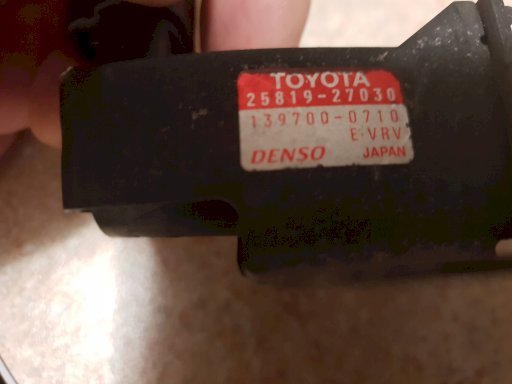 TOYOTA
25819-27030
139700-0710
E·VRV
DENSO JAPAN